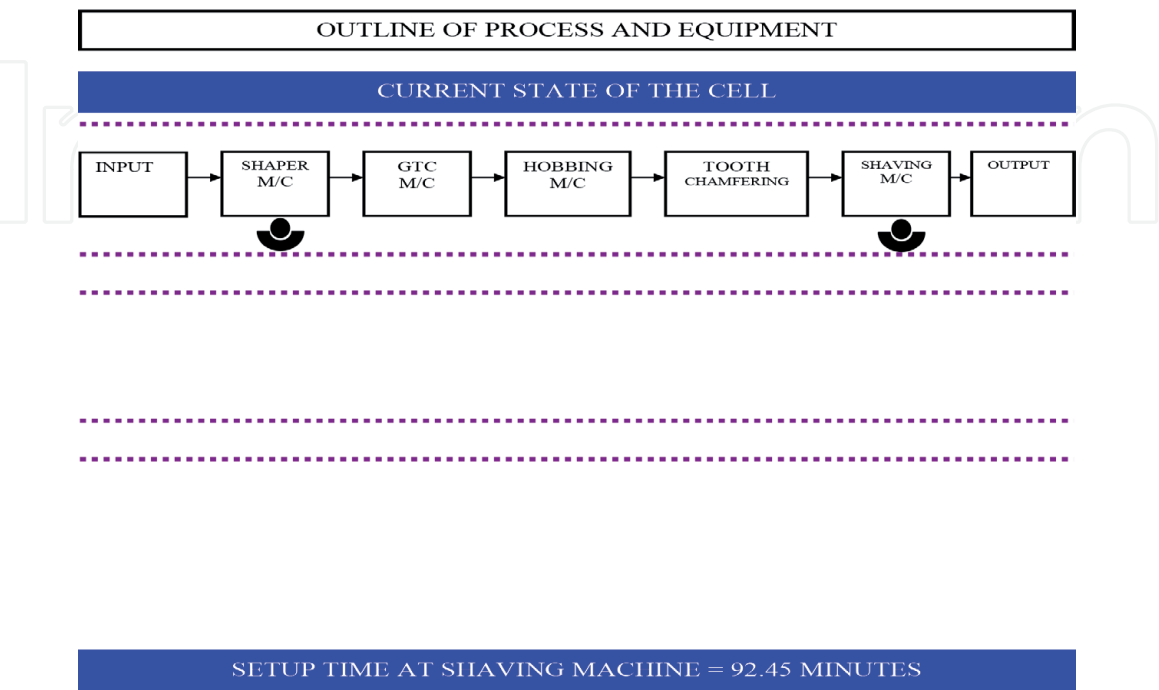 OUTLINE OF PROCESS AND EQUIPMENT
CURRENT STATE OF THE CELL
INPUT
SHAPER
M/C
GTC
M/C
HOBBING
M/C
TOOTH
CHAMFERING
SHAVING
M/C
OUTPUT
SETUP TIME AT SHAVING MACHINE = 92.45 MINUTES